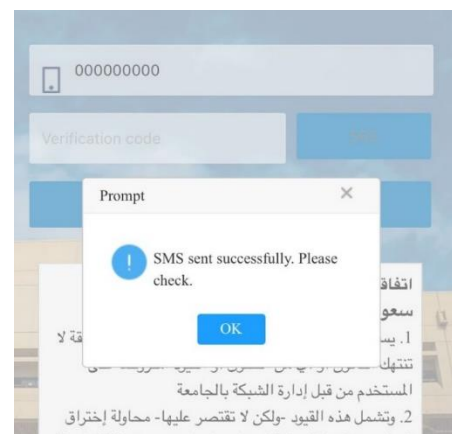 000000000
Verification code
Prompt
SMS sent successfully. Please
check.
OK
اتفاق
سعو
1. يس
قة لا
تنتهك
المستخدم من قبل إدارة الشبكة بالجامعة
2. وتشمل هذه القيود -ولكن لا تقتصر عليها- محاولة إختراق